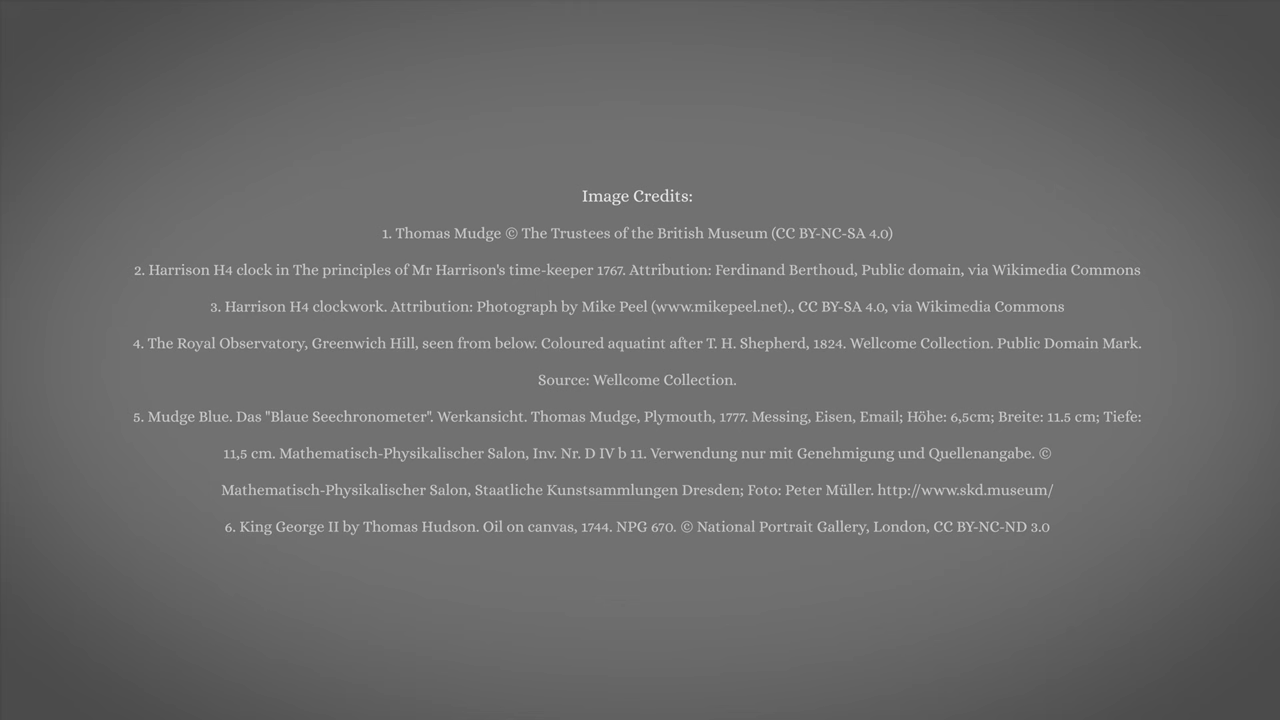 Image Credits:
1. Thomas Mudge © The Trustees of the British Museum (CC BY-NC-SA 4.0)
2. Harrison H4 clock in The principles of Mr Harrison's time-keeper 1767. Attribution: Ferdinand Berthoud, Public domain, via Wikimedia Commons
3. Harrison H4 clockwork. Attribution: Photograph by Mike Peel (www.mikepeel.net)., CC BY-SA 4.0, via Wikimedia Commons
4. The Royal Observatory, Greenwich Hill, seen from below. Coloured aquatint after T. H. Shepherd, 1824. Wellcome Collection. Public Domain Mark.
Source: Wellcome Collection.
5. Mudge Blue. Das "Blaue Seechronometer". Werkansicht. Thomas Mudge, Plymouth, 1777. Messing, Eisen, Email; Höhe: 6,5cm; Breite: 11.5 cm; Tiefe:
11,5 cm. Mathematisch-Physikalischer Salon, Inv. Nr. D IV b 11. Verwendung nur mit Genehmigung und Quellenangabe. ©
Mathematisch-Physikalischer Salon, Staatliche Kunstsammlungen Dresden; Foto: Peter Müller. http://www.skd.museum/
6. King George II by Thomas Hudson. Oil on canvas, 1744. NPG 670. © National Portrait Gallery, London, CC BY-NC-ND 3.0